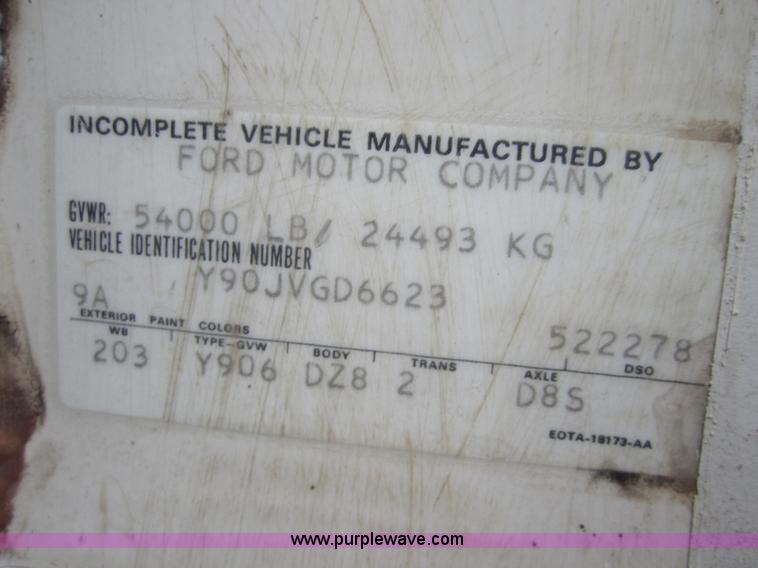 INCOMPLETE VEHICLE MANUFACTURED BY
FORD MOTOR COMPANY
GVWR: 54000 LB/ 24493 KG
VEHICLE IDENTIFICATION NUMBER
Y90JVGD6623
9A 522278
EXTERIOR PAINT COLORS DSO
WB TYPE-GVW BODY TRANS AXLE
203 Y906 DZ8 2 D8S
EOTA-18173-AA
www.purplewave.com